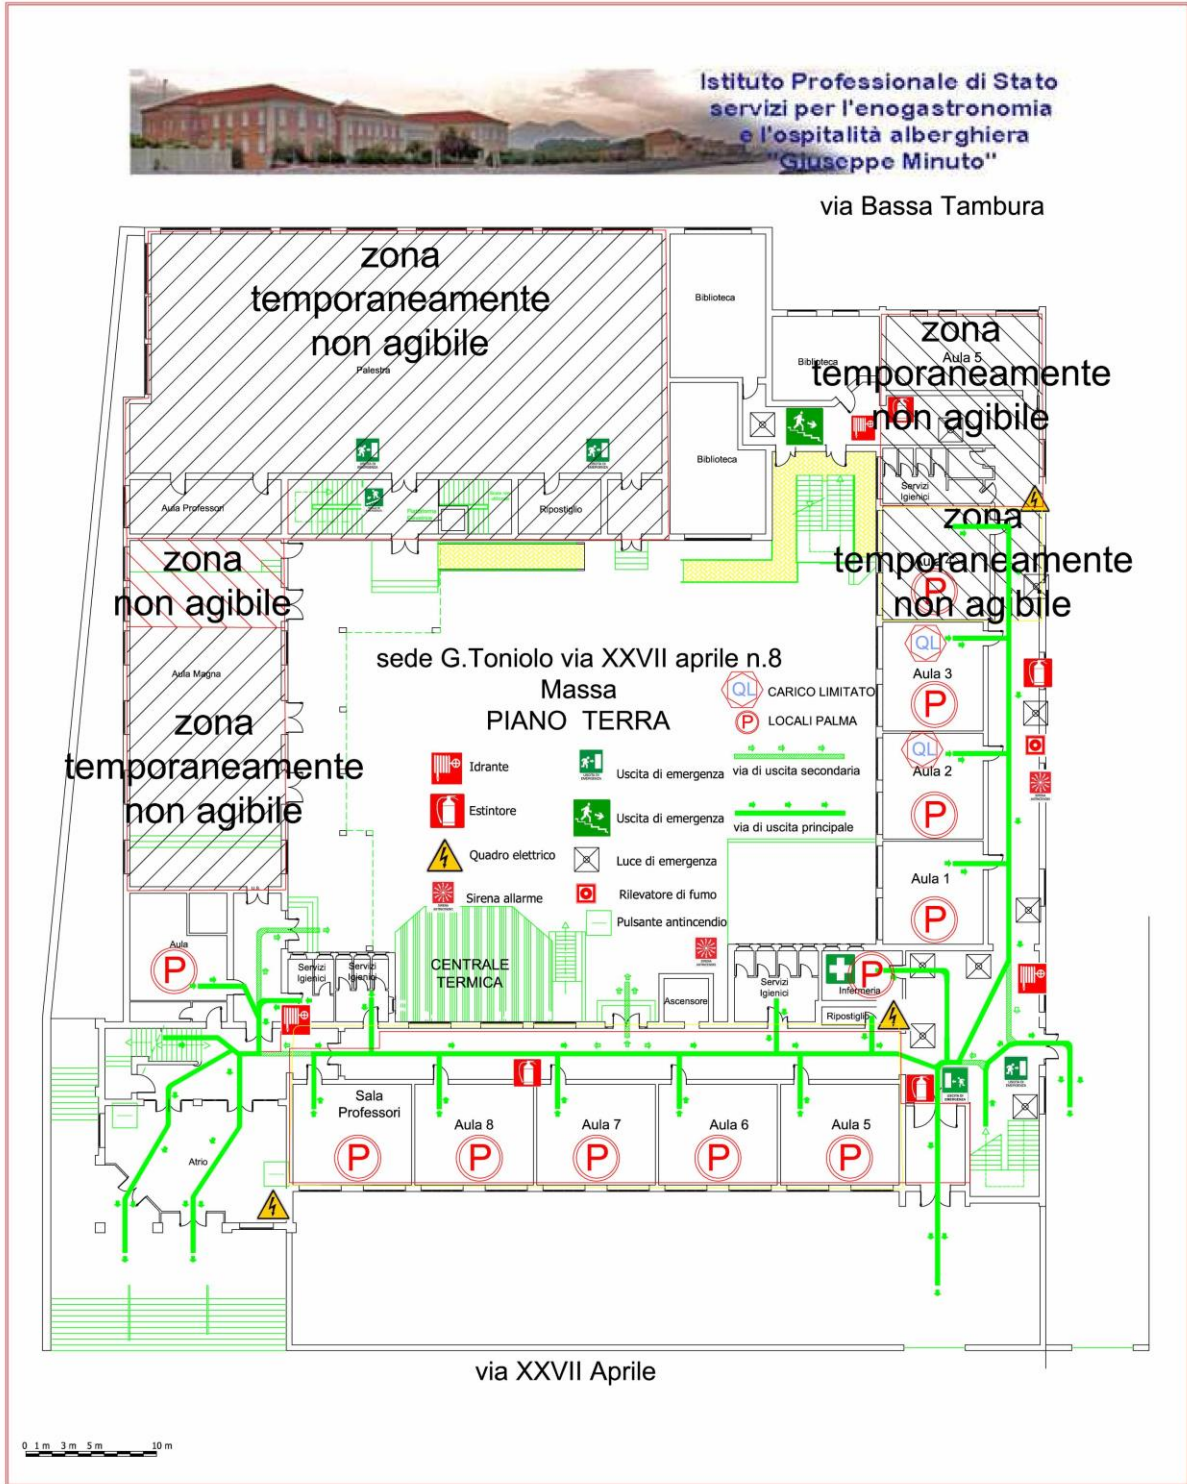 Istituto Professionale di Stato
servizi per l'enogastronomia
e l'ospitalità alberghiera
"Giuseppe Minuto"
via Bassa Tambura
zona
temporaneamente
non agibile
Palestra
Biblioteca
Biblioteca
Biblioteca
zona
Aula 5
temporaneamente
non agibile
Servizi
Igienici
Aula Professori
Ripostiglio
zona
non agibile
zona
temporaneamente
Aula 4
non agibile
Aula Magna
zona
temporaneamente
non agibile
sede G.Toniolo via XXVII aprile n.8
Massa
PIANO TERRA
QL CARICO LIMITATO
P LOCALI PALMA
Idrante
Uscita di emergenza
via di uscita secondaria
Estintore
Uscita di emergenza
via di uscita principale
Quadro elettrico
Luce di emergenza
Sirena allarme
Rilevatore di fumo
Pulsante antincendio
P
QL
Aula 3
P
QL
Aula 2
P
Aula 1
P
Aula
P
Servizi
Igienici
Servizi
Igienici
CENTRALE
TERMICA
Ascensore
Servizi
Igienici
P
Infermeria
Ripostiglio
Sala
Professori
P
Aula 8
P
Aula 7
P
Aula 6
P
Aula 5
P
Atrio
via XXVII Aprile
0 1 m 3 m 5 m 10 m